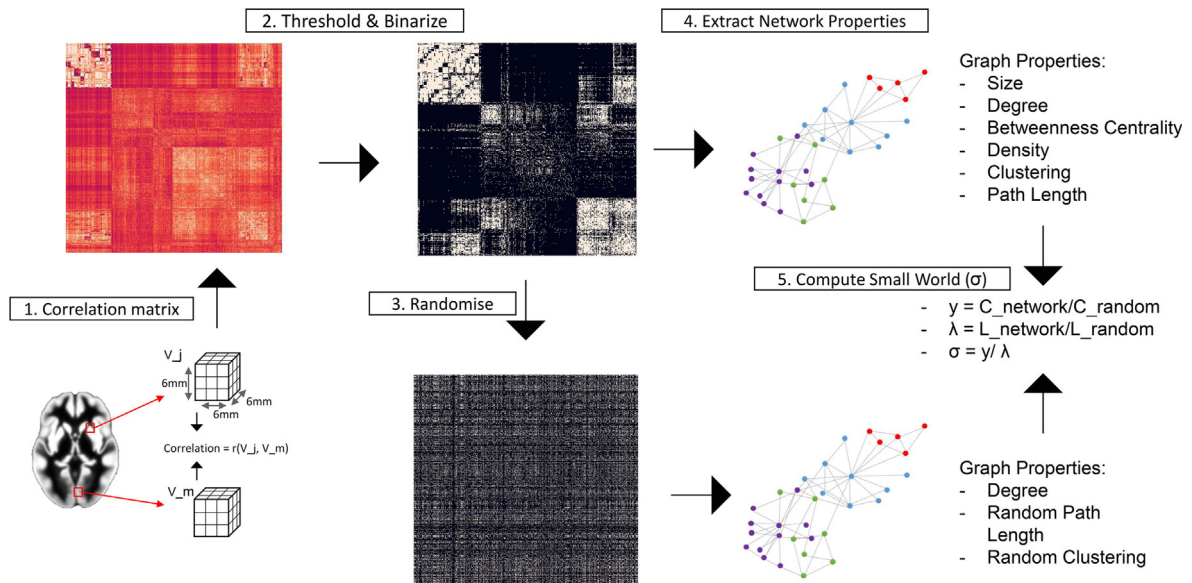 2. Threshold & Binarize
4. Extract Network Properties
Graph Properties:
- Size
- Degree
- Betweenness Centrality
- Density
- Clustering
- Path Length
1. Correlation matrix
3. Randomise
5. Compute Small World (σ)
- y = C_network/C_random
- λ = L_network/L_random
- σ = y/ λ
V_j
6mm
6mm
6mm
Correlation = r(V_j, V_m)
V_m
Graph Properties:
- Degree
- Random Path
Length
- Random Clustering